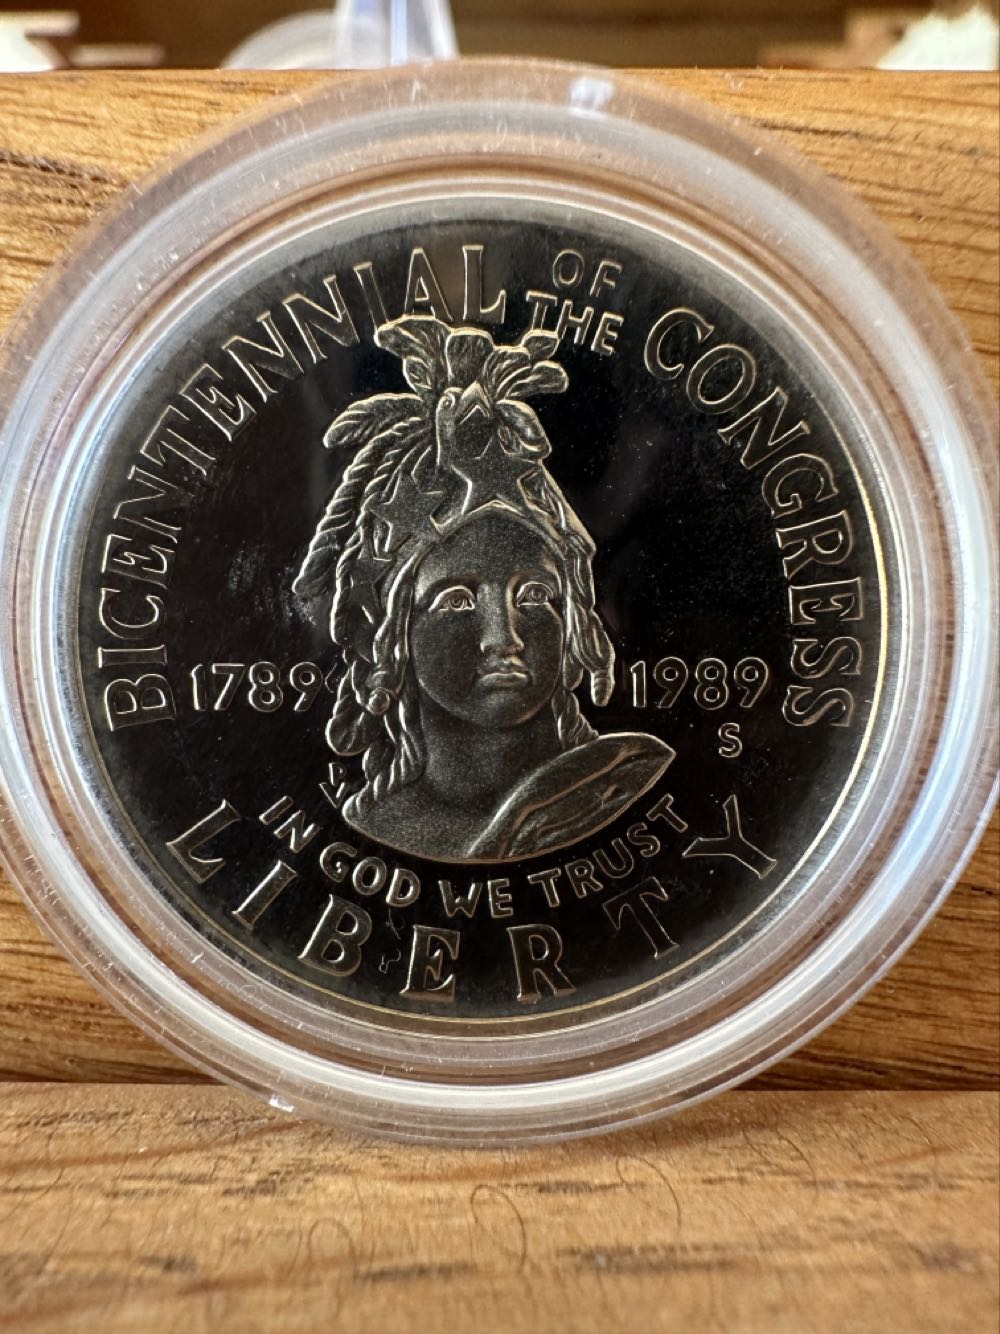 BICENTENNIAL OF THE CONGRESS
1789 1989
S
IN GOD WE TRUST
LIBERTY